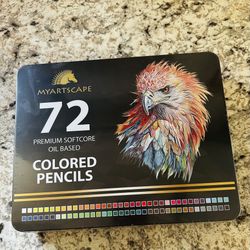 MYARTSCAPE
72
PREMIUM SOFTCORE
OIL BASED
COLORED
PENCILS